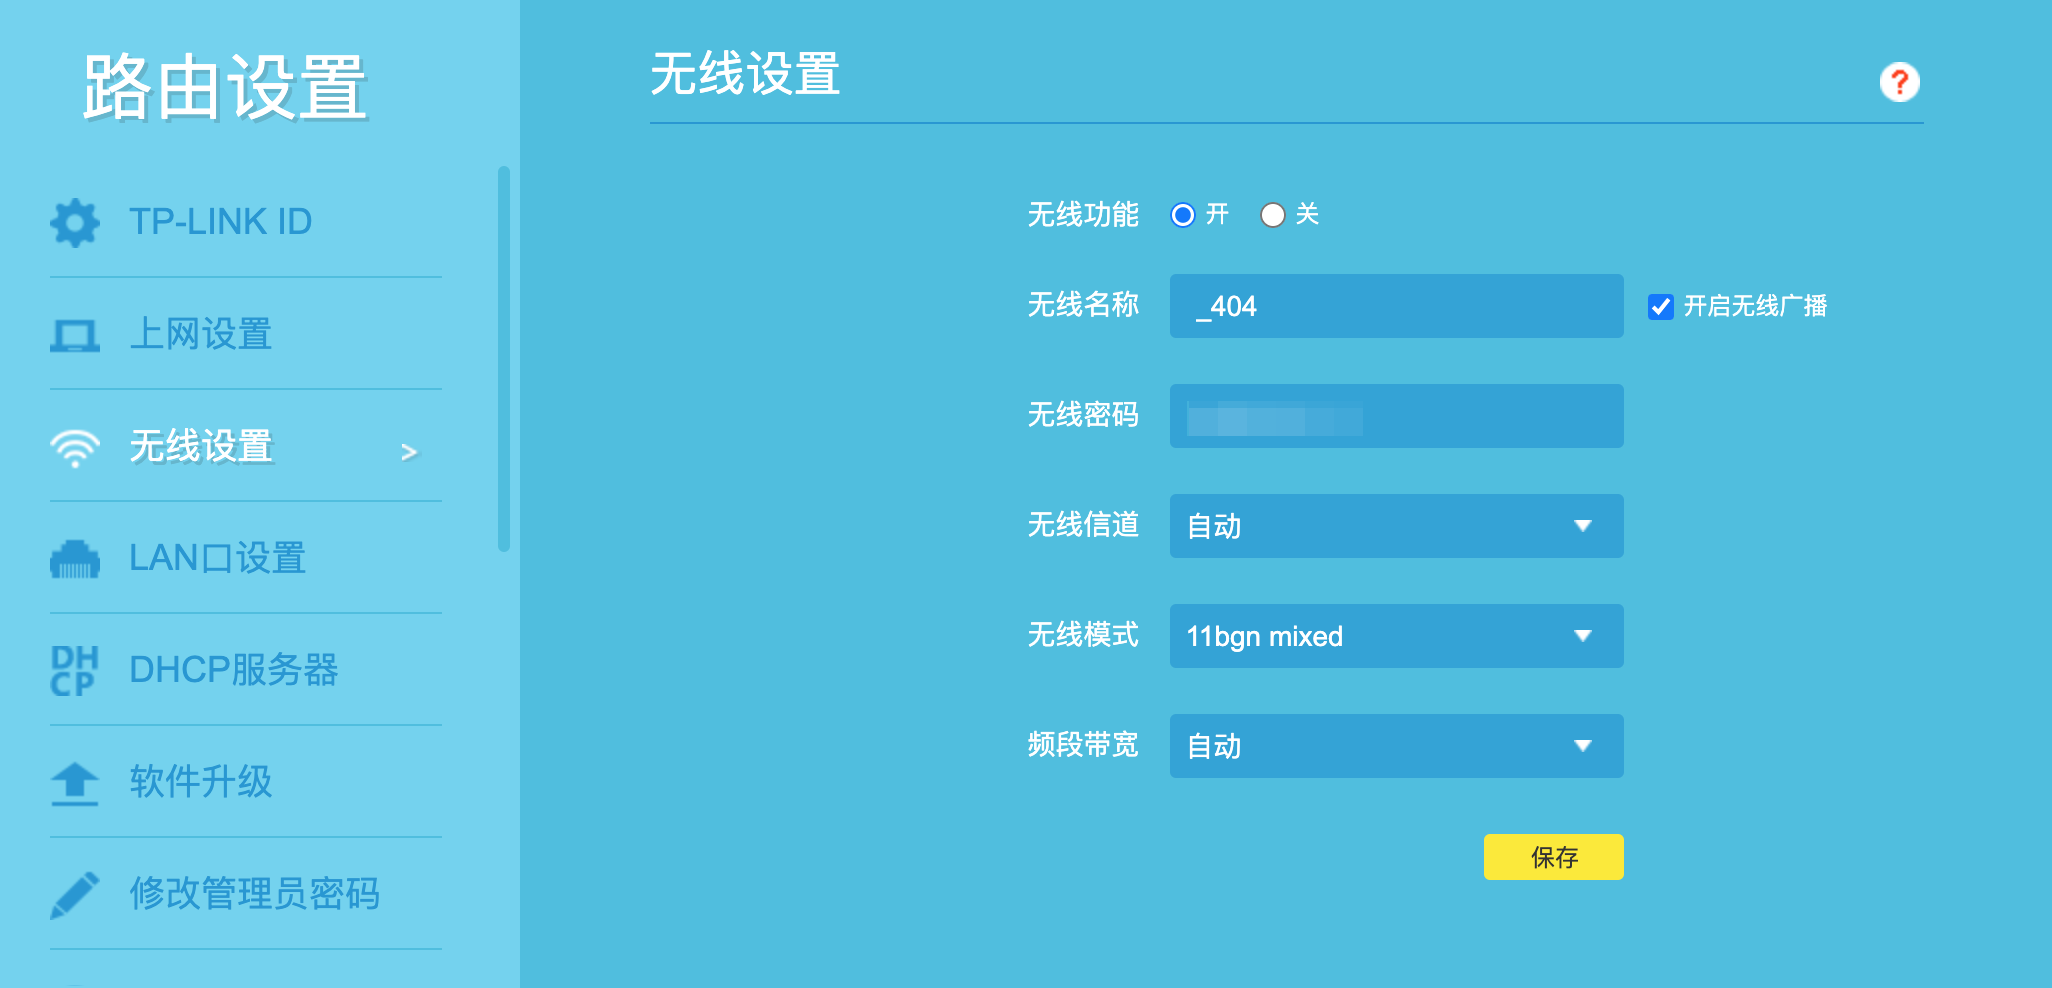 路由设置
TP-LINK ID
上网设置
无线设置 >
LAN口设置
DHCP DHCP服务器
软件升级
修改管理员密码
无线设置
?
无线功能 开 关
无线名称 _404 开启无线广播
无线密码
无线信道 自动
无线模式 11bgn mixed
频段带宽 自动
保存